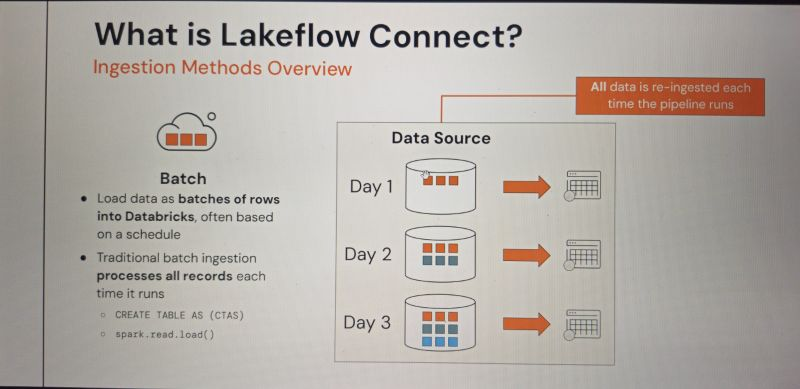 What is Lakeflow Connect?
Ingestion Methods Overview
All data is re-ingested each
time the pipeline runs
Batch
• Load data as batches of rows
into Databricks, often based
on a schedule
• Traditional batch ingestion
processes all records each
time it runs
○ CREATE TABLE AS (CTAS)
○ spark.read.load()
Data Source
Day 1
Day 2
Day 3